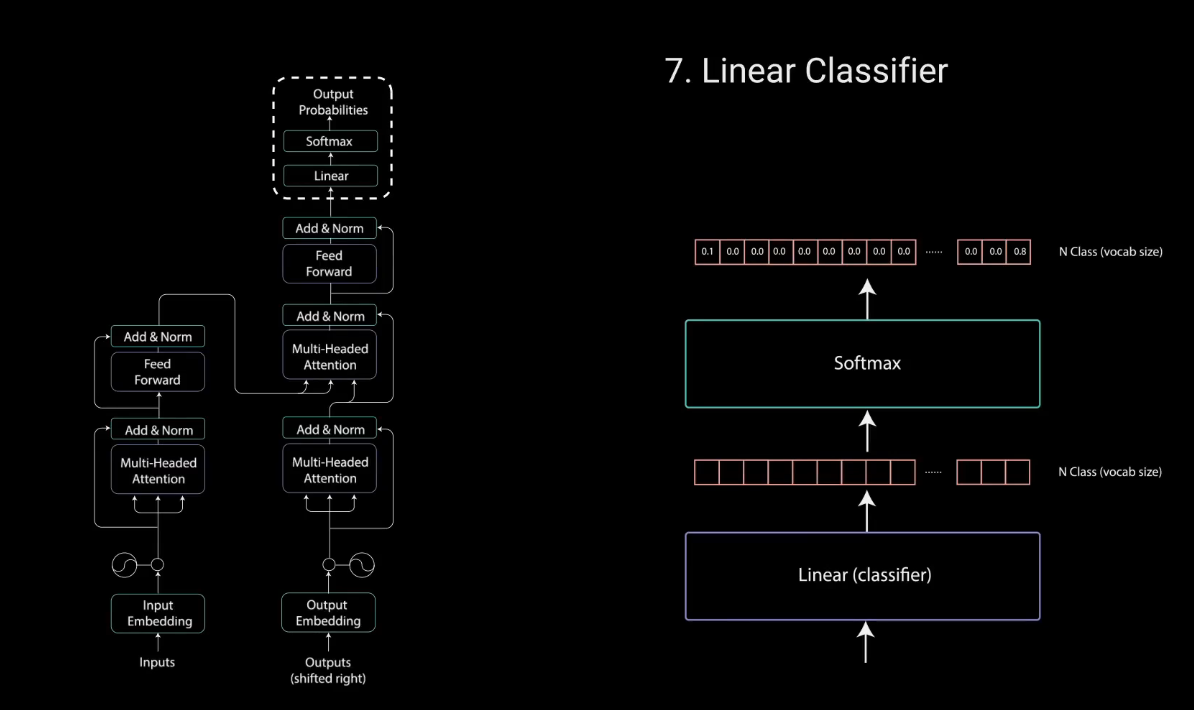 7. Linear Classifier
Output
Probabilities
Softmax
Linear
Add & Norm
Feed
Forward
Add & Norm
Multi-Headed
Attention
Add & Norm
Multi-Headed
Attention
Output
Embedding
Outputs
(shifted right)
Add & Norm
Feed
Forward
Add & Norm
Multi-Headed
Attention
Input
Embedding
Inputs
0.1 0.0 0.0 0.0 0.0 0.0 0.0 0.0 0.0 ...... 0.0 0.0 0.8 N Class (vocab size)
Softmax
...... N Class (vocab size)
Linear (classifier)